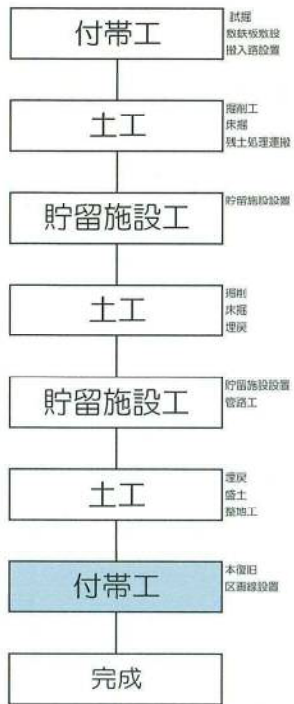 付帯工
試掘
敷鉄板敷設
搬入路設置
土工
掘削工
床掘
残土処理運搬
貯留施設工
貯留施設設置
土工
掘削
床掘
埋戻
貯留施設工
貯留施設設置
管路工
土工
埋戻
盛土
整地工
付帯工
本復旧
区画線設置
完成